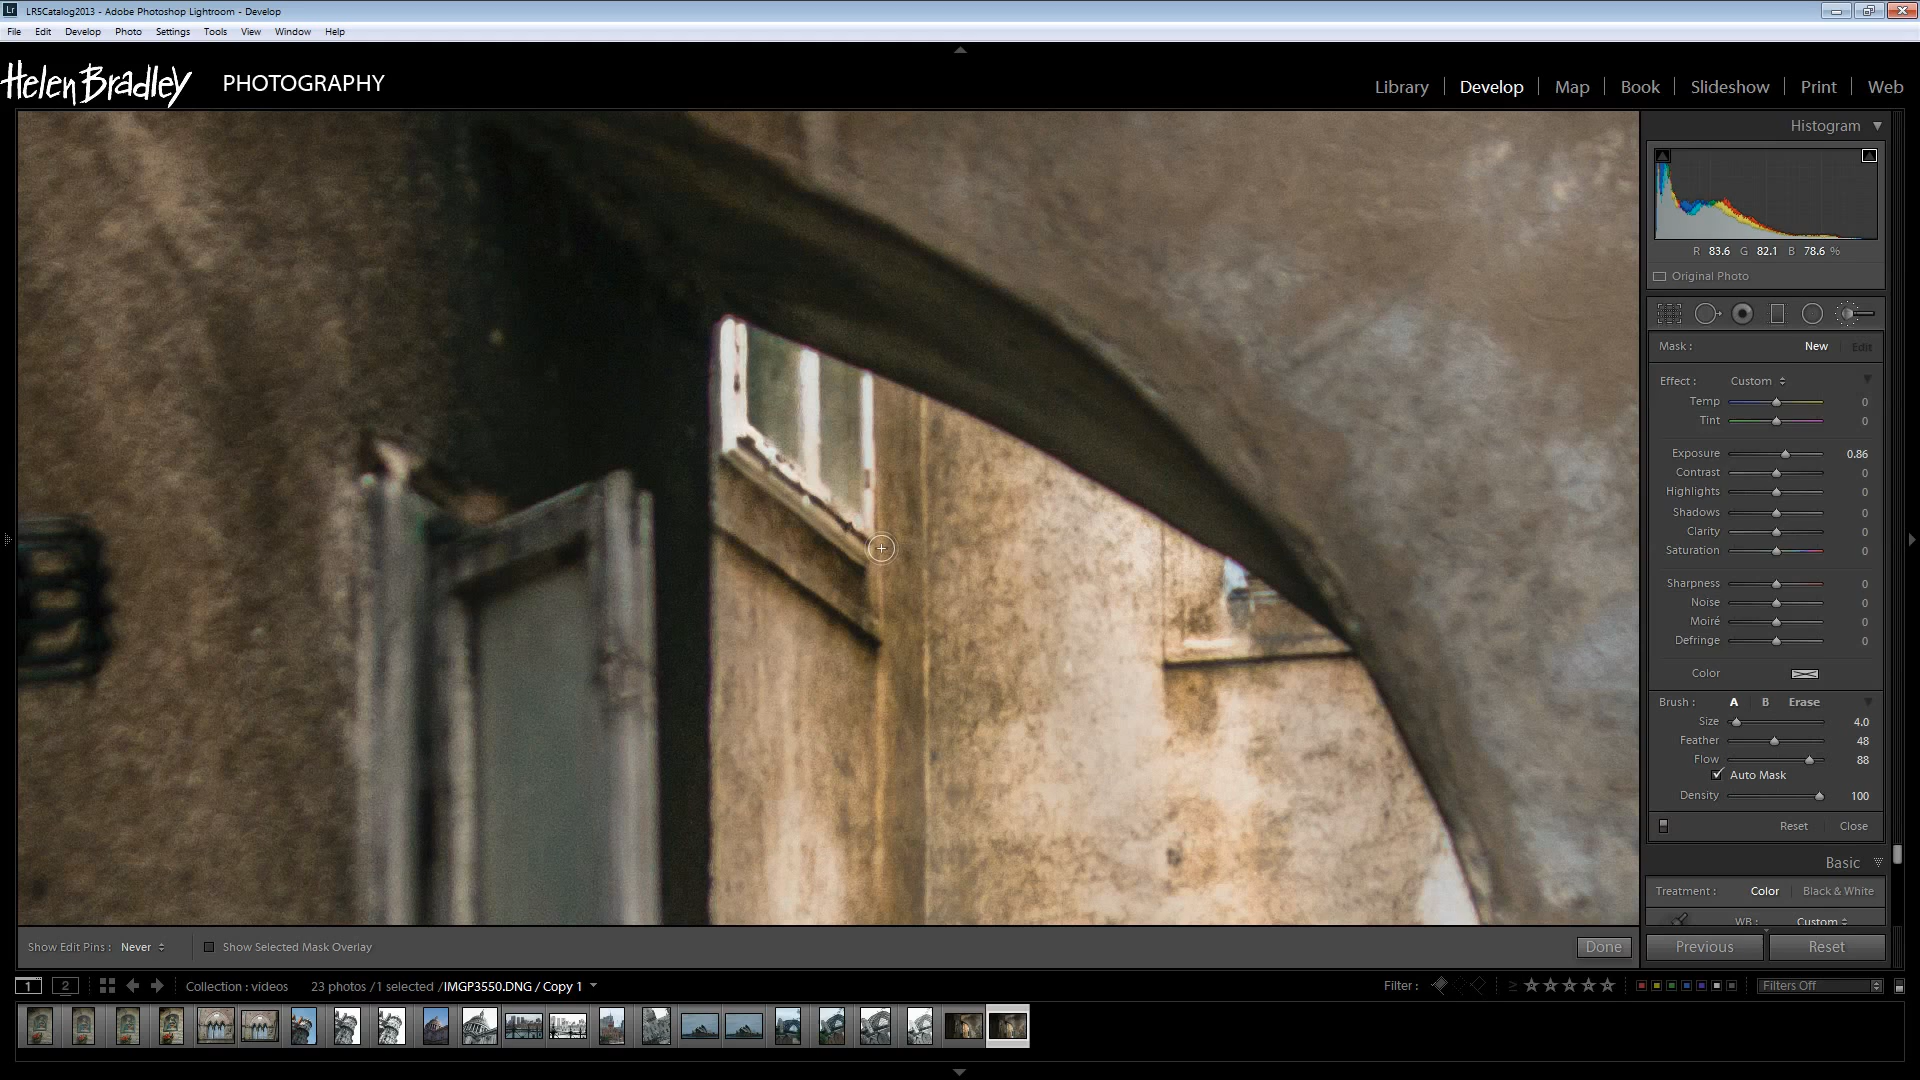 LR5Catalog2013 - Adobe Photoshop Lightroom - Develop
File Edit Develop Photo Settings Tools View Window Help
Helen Bradley PHOTOGRAPHY
Library Develop Map Book Slideshow Print Web
Histogram
R 83.6 G 82.1 B 78.6 %
Original Photo
Mask : New Edit
Effect : Custom
Temp 0
Tint 0
Exposure 0.86
Contrast 0
Highlights 0
Shadows 0
Clarity 0
Saturation 0
Sharpness 0
Noise 0
Moiré 0
Defringe 0
Color
Brush : A B Erase
Size 4.0
Feather 48
Flow 88
Auto Mask
Density 100
Reset Close
Basic
Treatment : Color Black & White
WB : Custom
Show Edit Pins : Never Show Selected Mask Overlay Done Previous Reset
1 2 Collection : videos 23 photos / 1 selected / IMGP3550.DNG / Copy 1 Filter : Filters Off